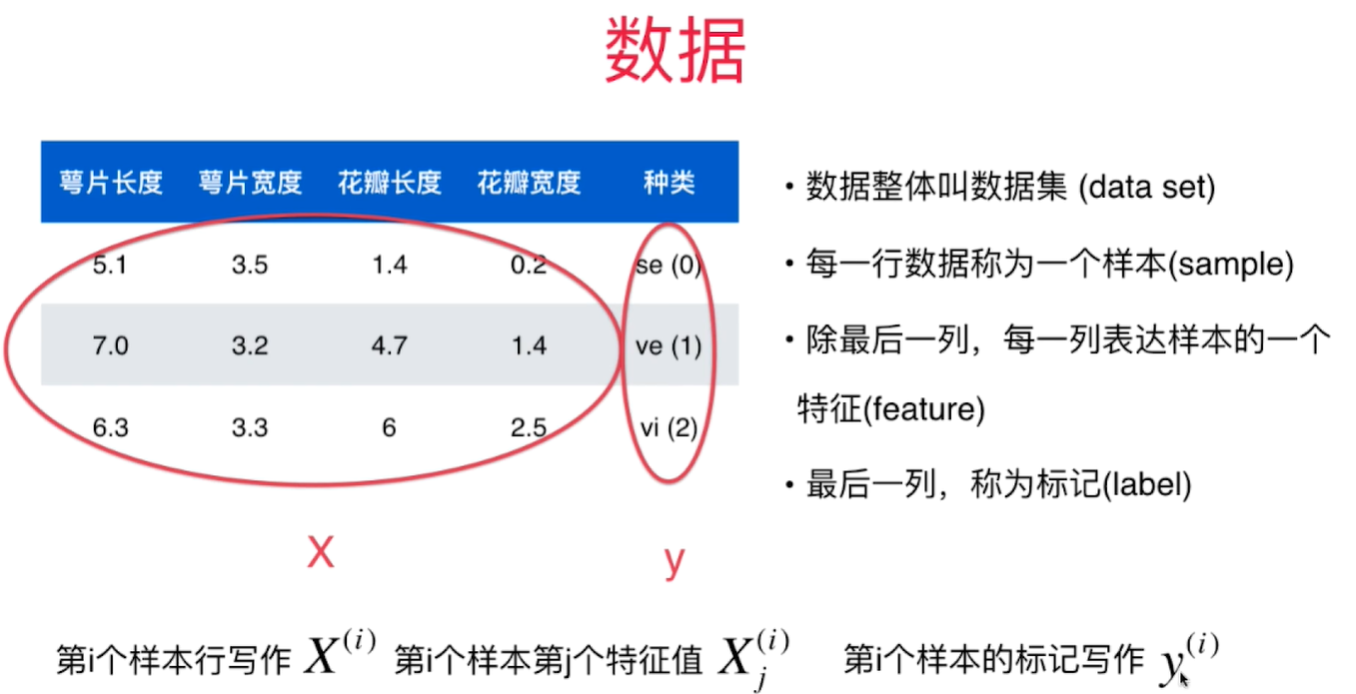 数据
萼片长度 萼片宽度 花瓣长度 花瓣宽度 种类
5.1 3.5 1.4 0.2 se (0)
7.0 3.2 4.7 1.4 ve (1)
6.3 3.3 6 2.5 vi (2)
X y
• 数据整体叫数据集 (data set)
• 每一行数据称为一个样本(sample)
• 除最后一列，每一列表达样本的一个
特征(feature)
• 最后一列，称为标记(label)
第i个样本行写作 X^(i) 第i个样本第j个特征值 X_j^(i) 第i个样本的标记写作 y^(i)